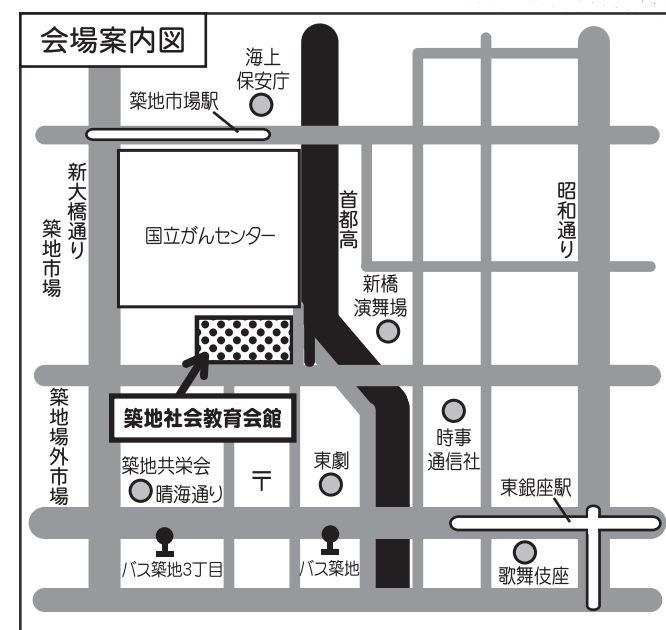 会場案内図
海上
保安庁
築地市場駅
新大橋通り
築地市場
国立がんセンター
首都高
昭和通り
新橋
演舞場
築地社会教育会館
築地場外市場
時事
通信社
築地共栄会
晴海通り
〒
東劇
東銀座駅
バス築地3丁目
バス築地
歌舞伎座